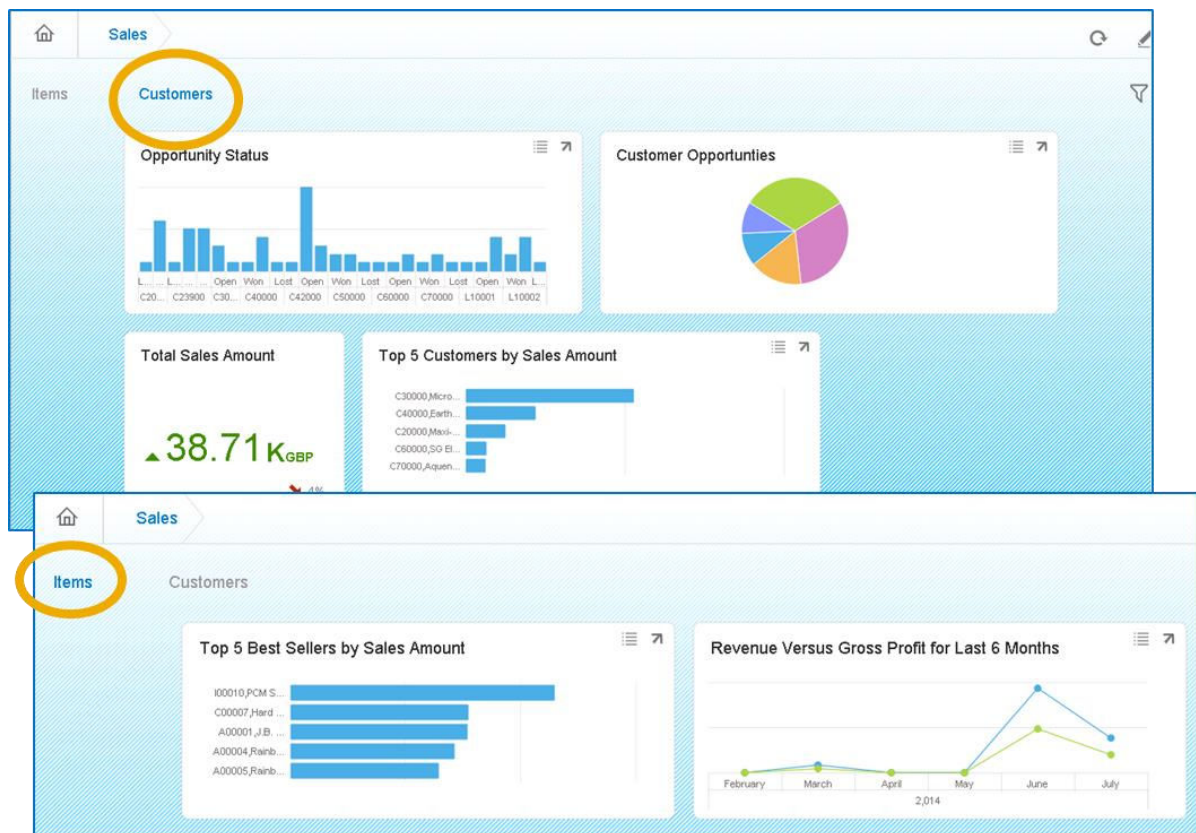 Sales
Items Customers
Opportunity Status
L... ... L... ... ... Open Won Lost Open Won Lost Open Won Lost Open Won L...
C20... C23900 C30... C40000 C42000 C50000 C60000 C70000 L10001 L10002
Customer Opportunties
Total Sales Amount
38.71 K GBP
4%
Top 5 Customers by Sales Amount
C30000,Micro...
C40000,Earth...
C20000,Maxi-...
C60000,SG El...
C70000,Aquen...
Sales
Items Customers
Top 5 Best Sellers by Sales Amount
I00010,PCM S...
C00007,Hard ...
A00001,J.B. ...
A00004,Rainb...
A00005,Rainb...
Revenue Versus Gross Profit for Last 6 Months
February March April May June July
2,014